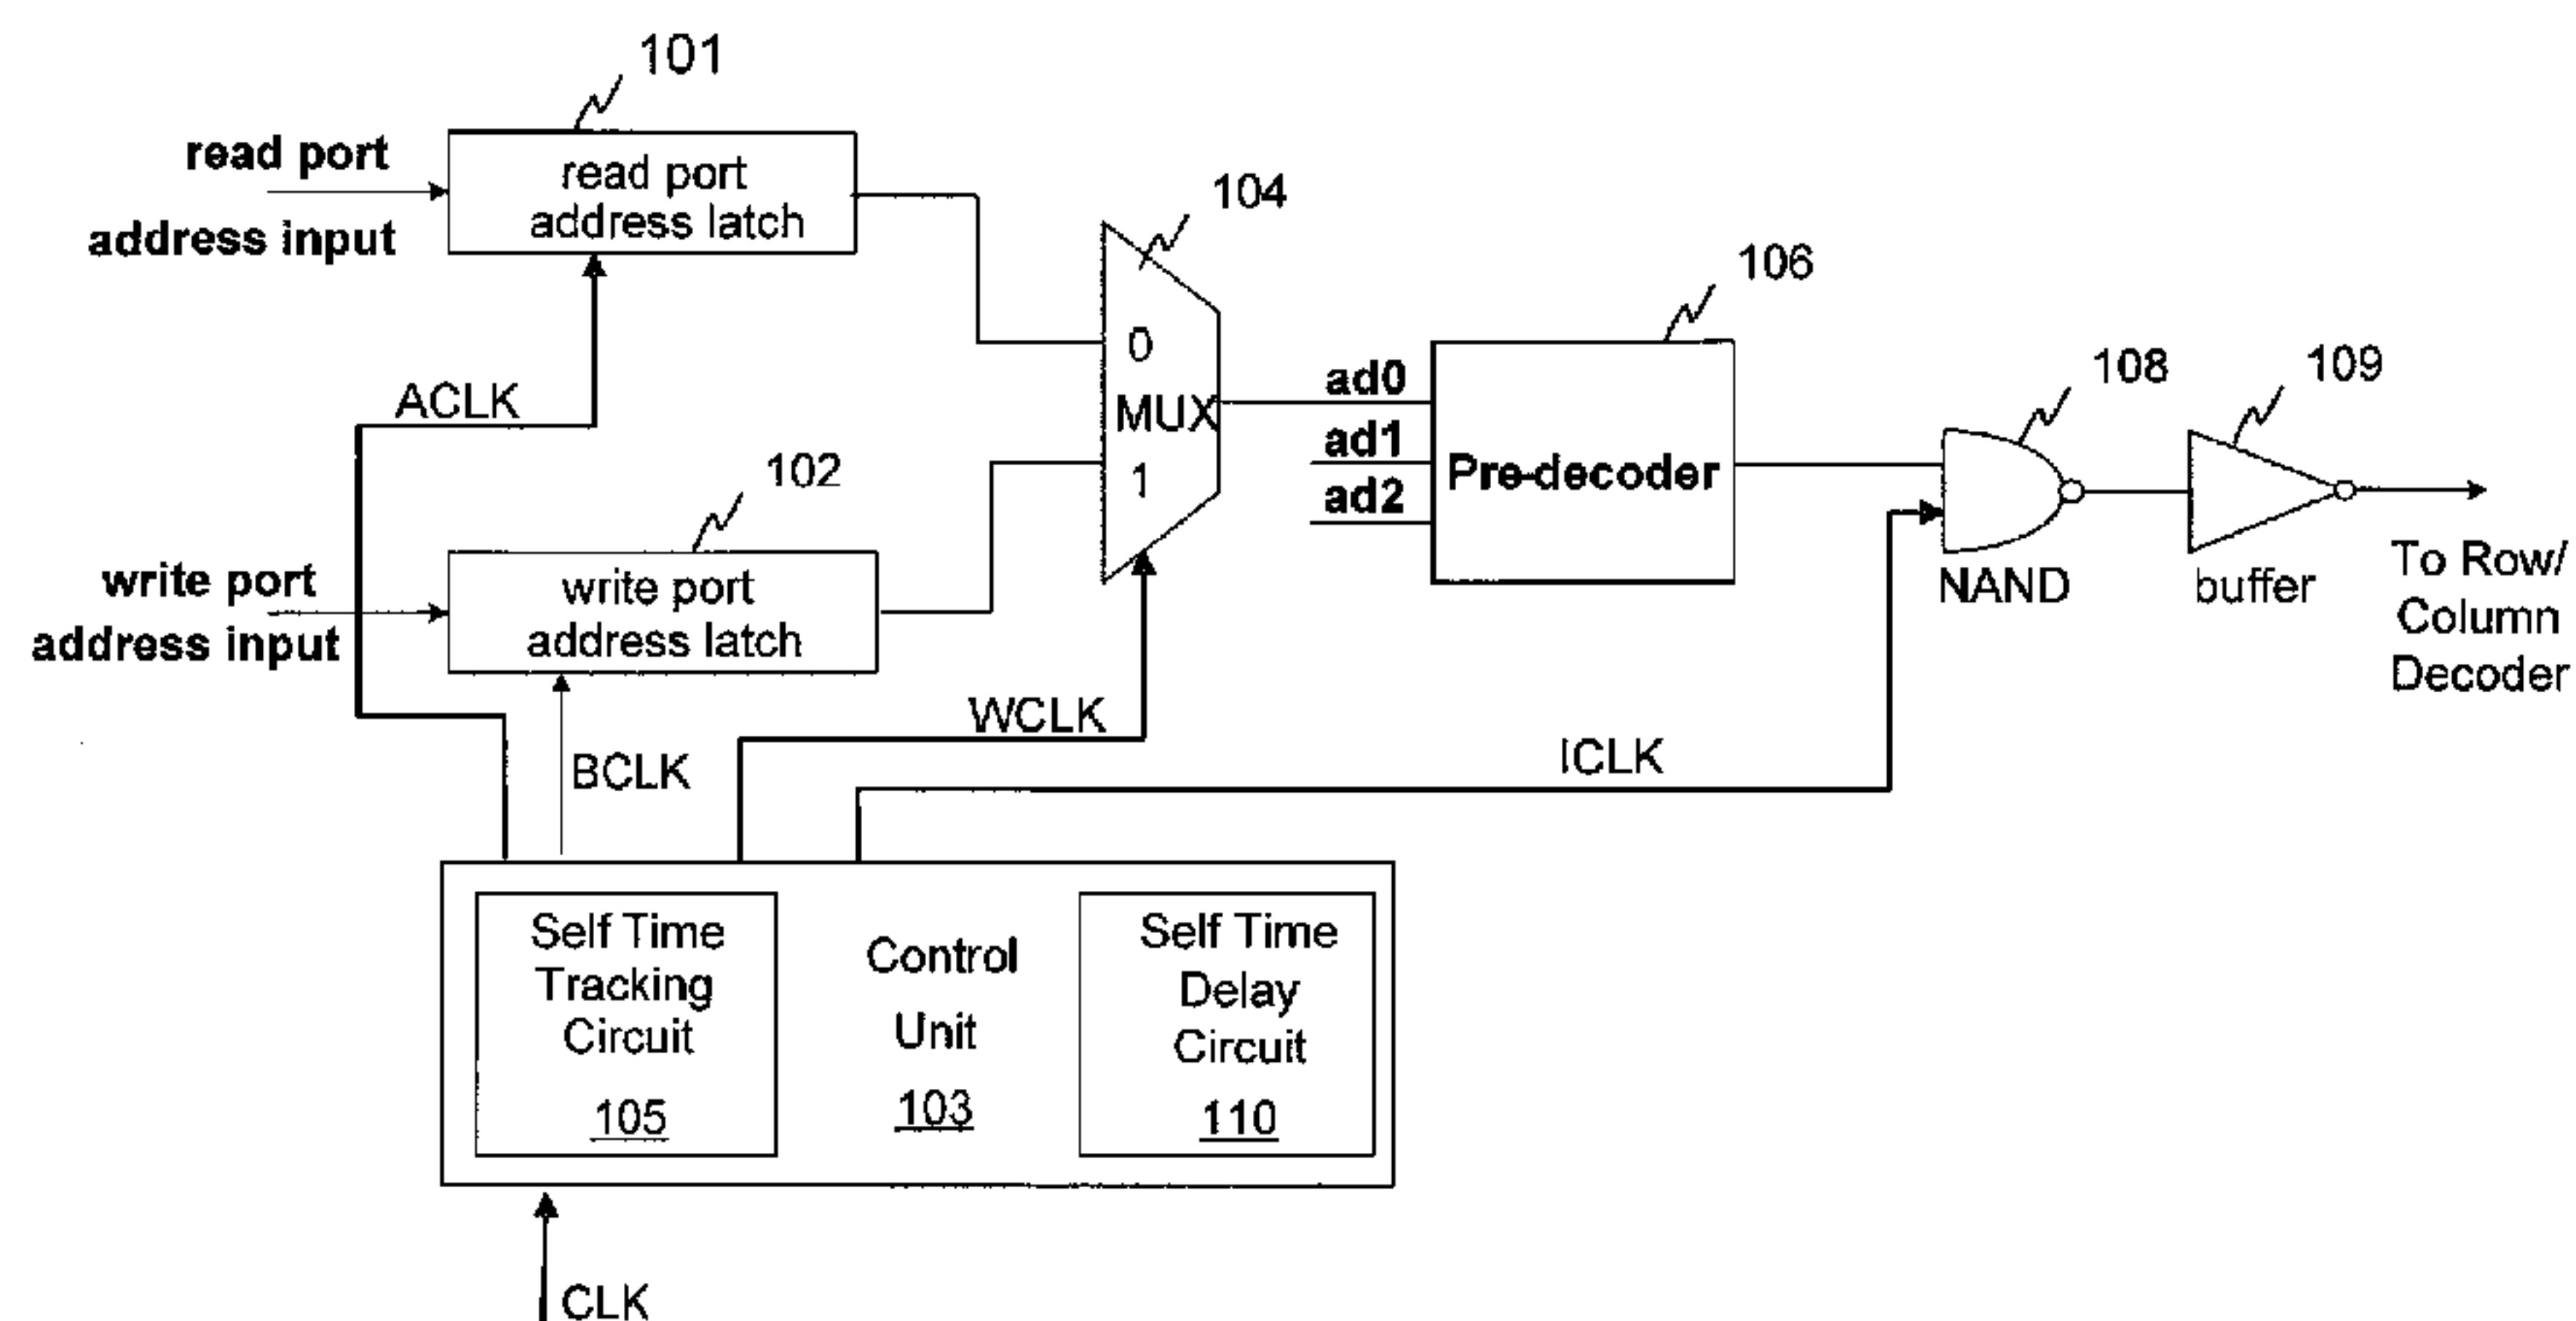 101
read port
address input
read port
address latch
104
0
MUX
1
106
ad0
ad1
ad2
Pre-decoder
108
NAND
109
buffer
To Row/
Column
Decoder
ACLK
102
write port
address input
write port
address latch
BCLK
WCLK
ICLK
Self Time
Tracking
Circuit
105
Control
Unit
103
Self Time
Delay
Circuit
110
CLK